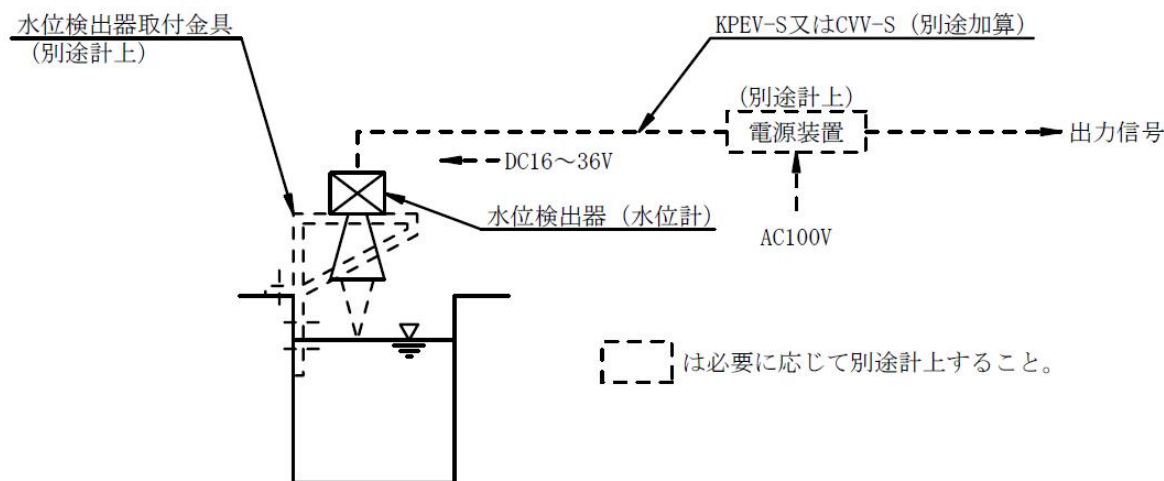 水位検出器取付金具
(別途計上)
KPEV-S又はCVV-S (別途加算)
(別途計上)
電源装置
出力信号
DC16～36V
水位検出器 (水位計)
AC100V
は必要に応じて別途計上すること。